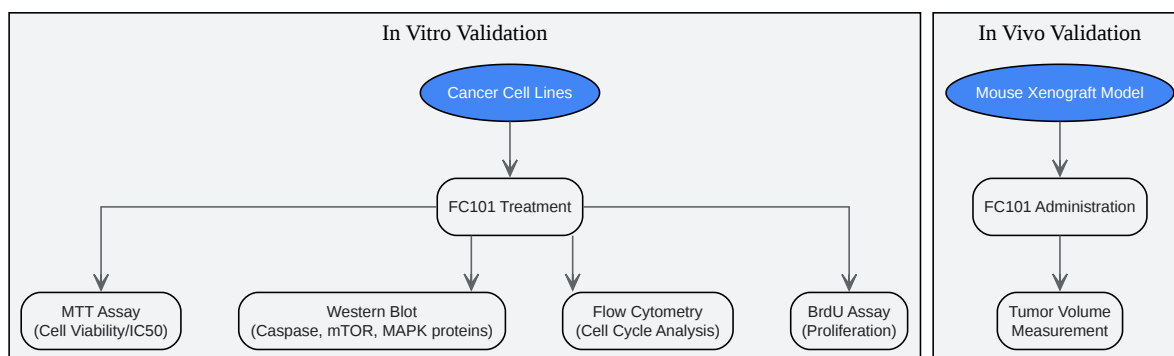 In Vitro Validation
Cancer Cell Lines
FC101 Treatment
MTT Assay
(Cell Viability/IC50)
Western Blot
(Caspase, mTOR, MAPK proteins)
Flow Cytometry
(Cell Cycle Analysis)
BrdU Assay
(Proliferation)
In Vivo Validation
Mouse Xenograft Model
FC101 Administration
Tumor Volume
Measurement